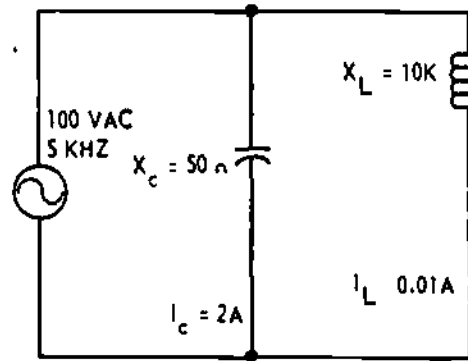 X_L = 10K
100 VAC
5 KHZ
X_c = 50 Ω
I_L 0.01A
I_c = 2A